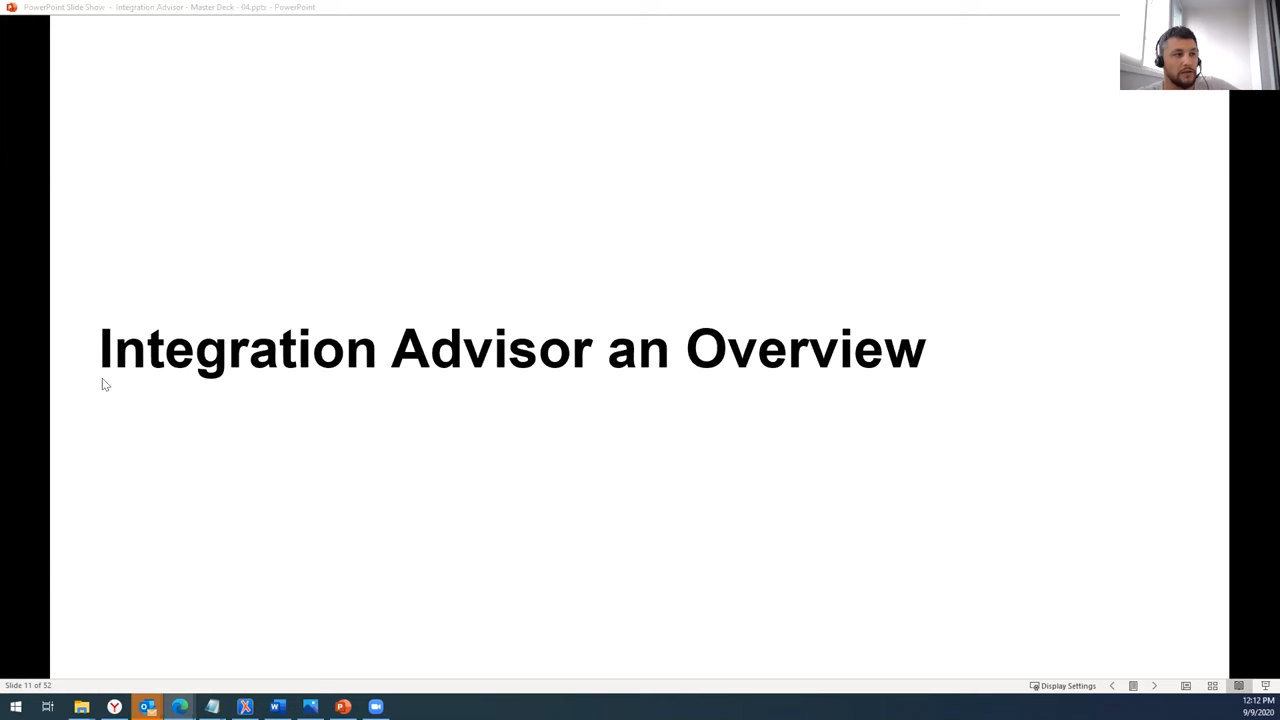 PowerPoint Slide Show - Integration Advisor - Master Deck - 04.pptx - PowerPoint
Integration Advisor an Overview
Slide 11 of 52
Display Settings
12:12 PM
9/9/2020